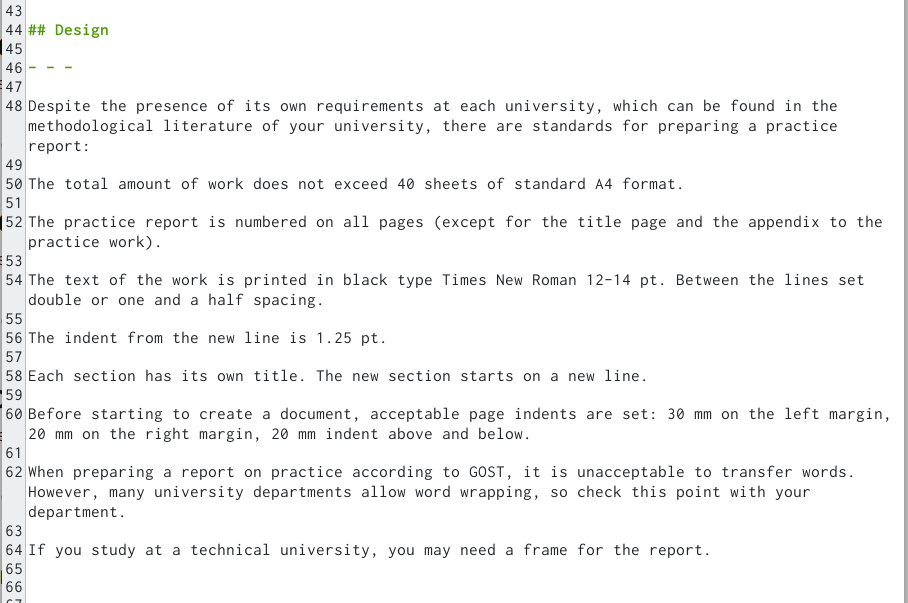 43
44 ## Design
45
46 - - -
47
48 Despite the presence of its own requirements at each university, which can be found in the
methodological literature of your university, there are standards for preparing a practice
report:
49
50 The total amount of work does not exceed 40 sheets of standard A4 format.
51
52 The practice report is numbered on all pages (except for the title page and the appendix to the
practice work).
53
54 The text of the work is printed in black type Times New Roman 12-14 pt. Between the lines set
double or one and a half spacing.
55
56 The indent from the new line is 1.25 pt.
57
58 Each section has its own title. The new section starts on a new line.
59
60 Before starting to create a document, acceptable page indents are set: 30 mm on the left margin,
20 mm on the right margin, 20 mm indent above and below.
61
62 When preparing a report on practice according to GOST, it is unacceptable to transfer words.
However, many university departments allow word wrapping, so check this point with your
department.
63
64 If you study at a technical university, you may need a frame for the report.
65
66